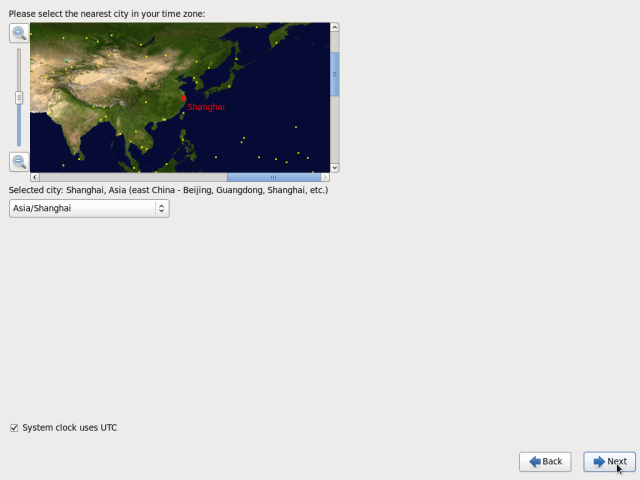 Please select the nearest city in your time zone:
Shanghai
Selected city: Shanghai, Asia (east China - Beijing, Guangdong, Shanghai, etc.)
Asia/Shanghai
System clock uses UTC
Back
Next